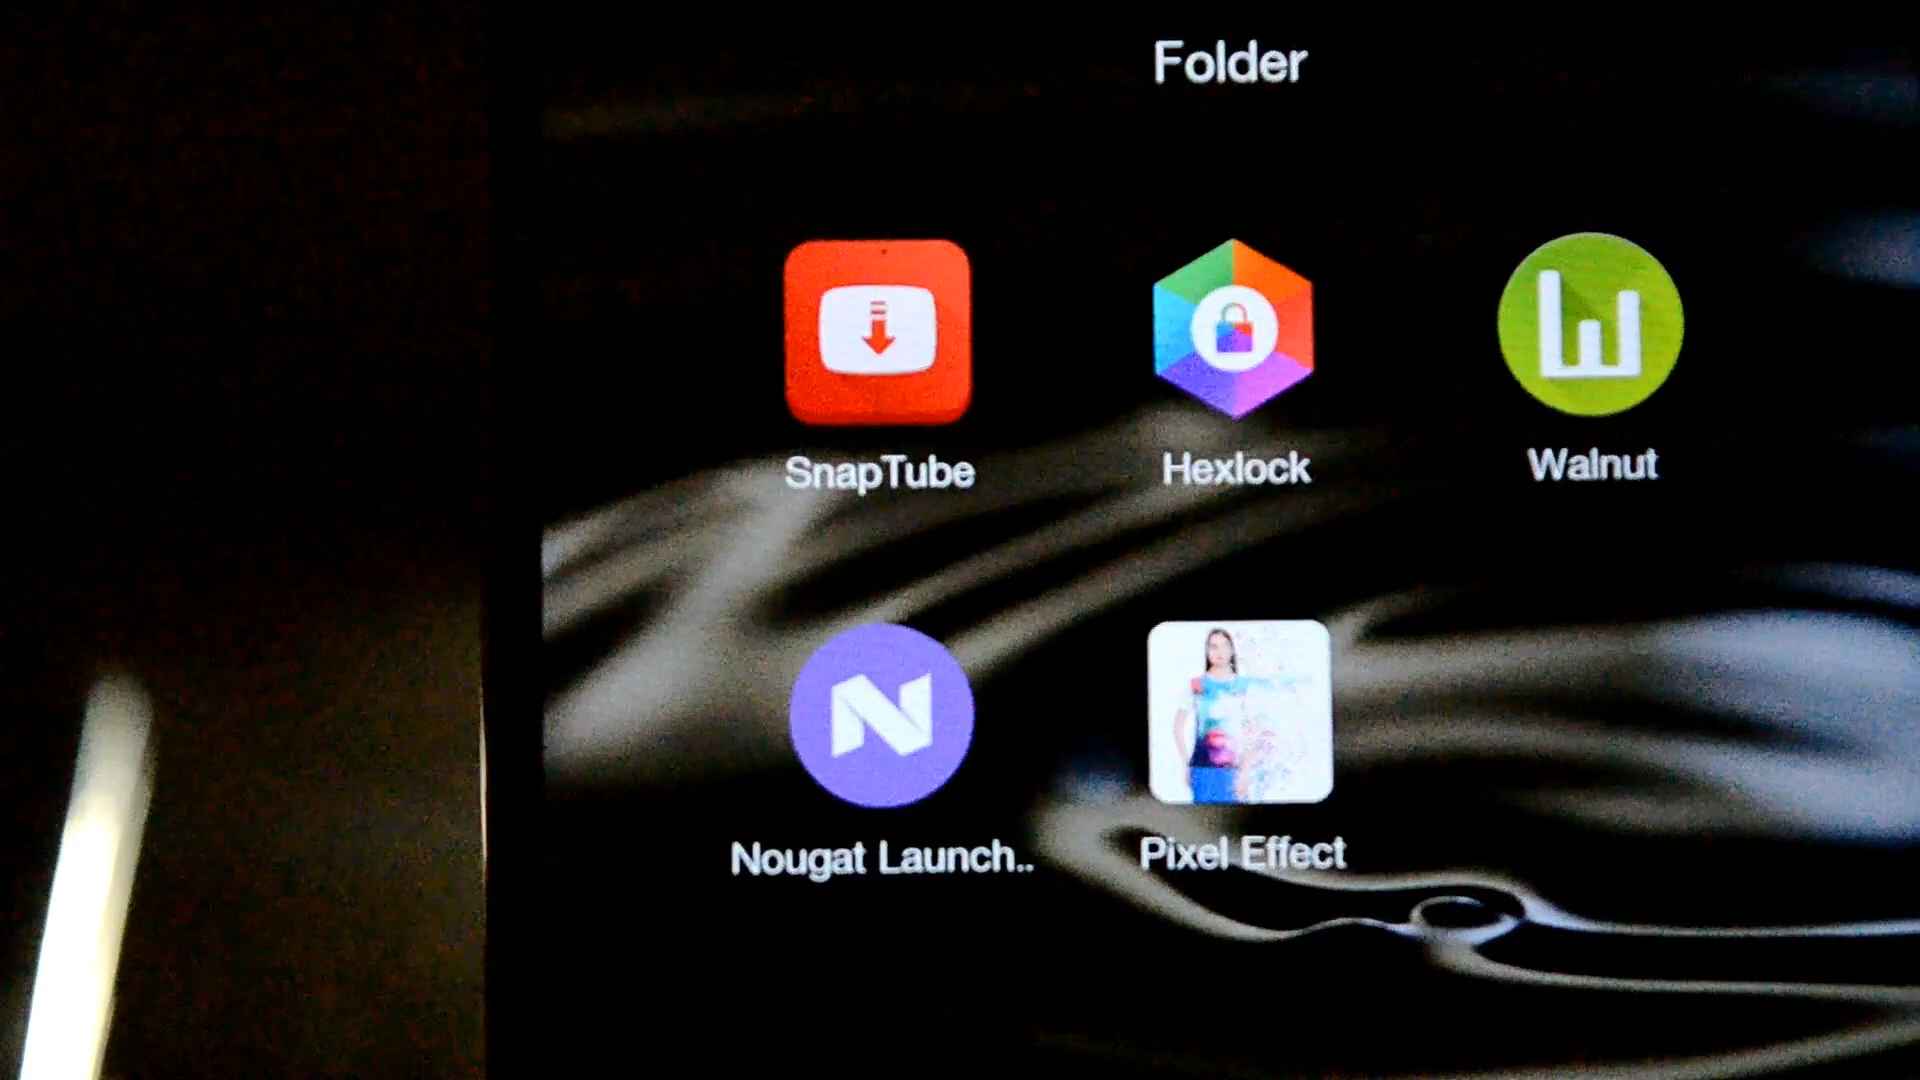 Folder
SnapTube
Hexlock
Walnut
Nougat Launch..
Pixel Effect